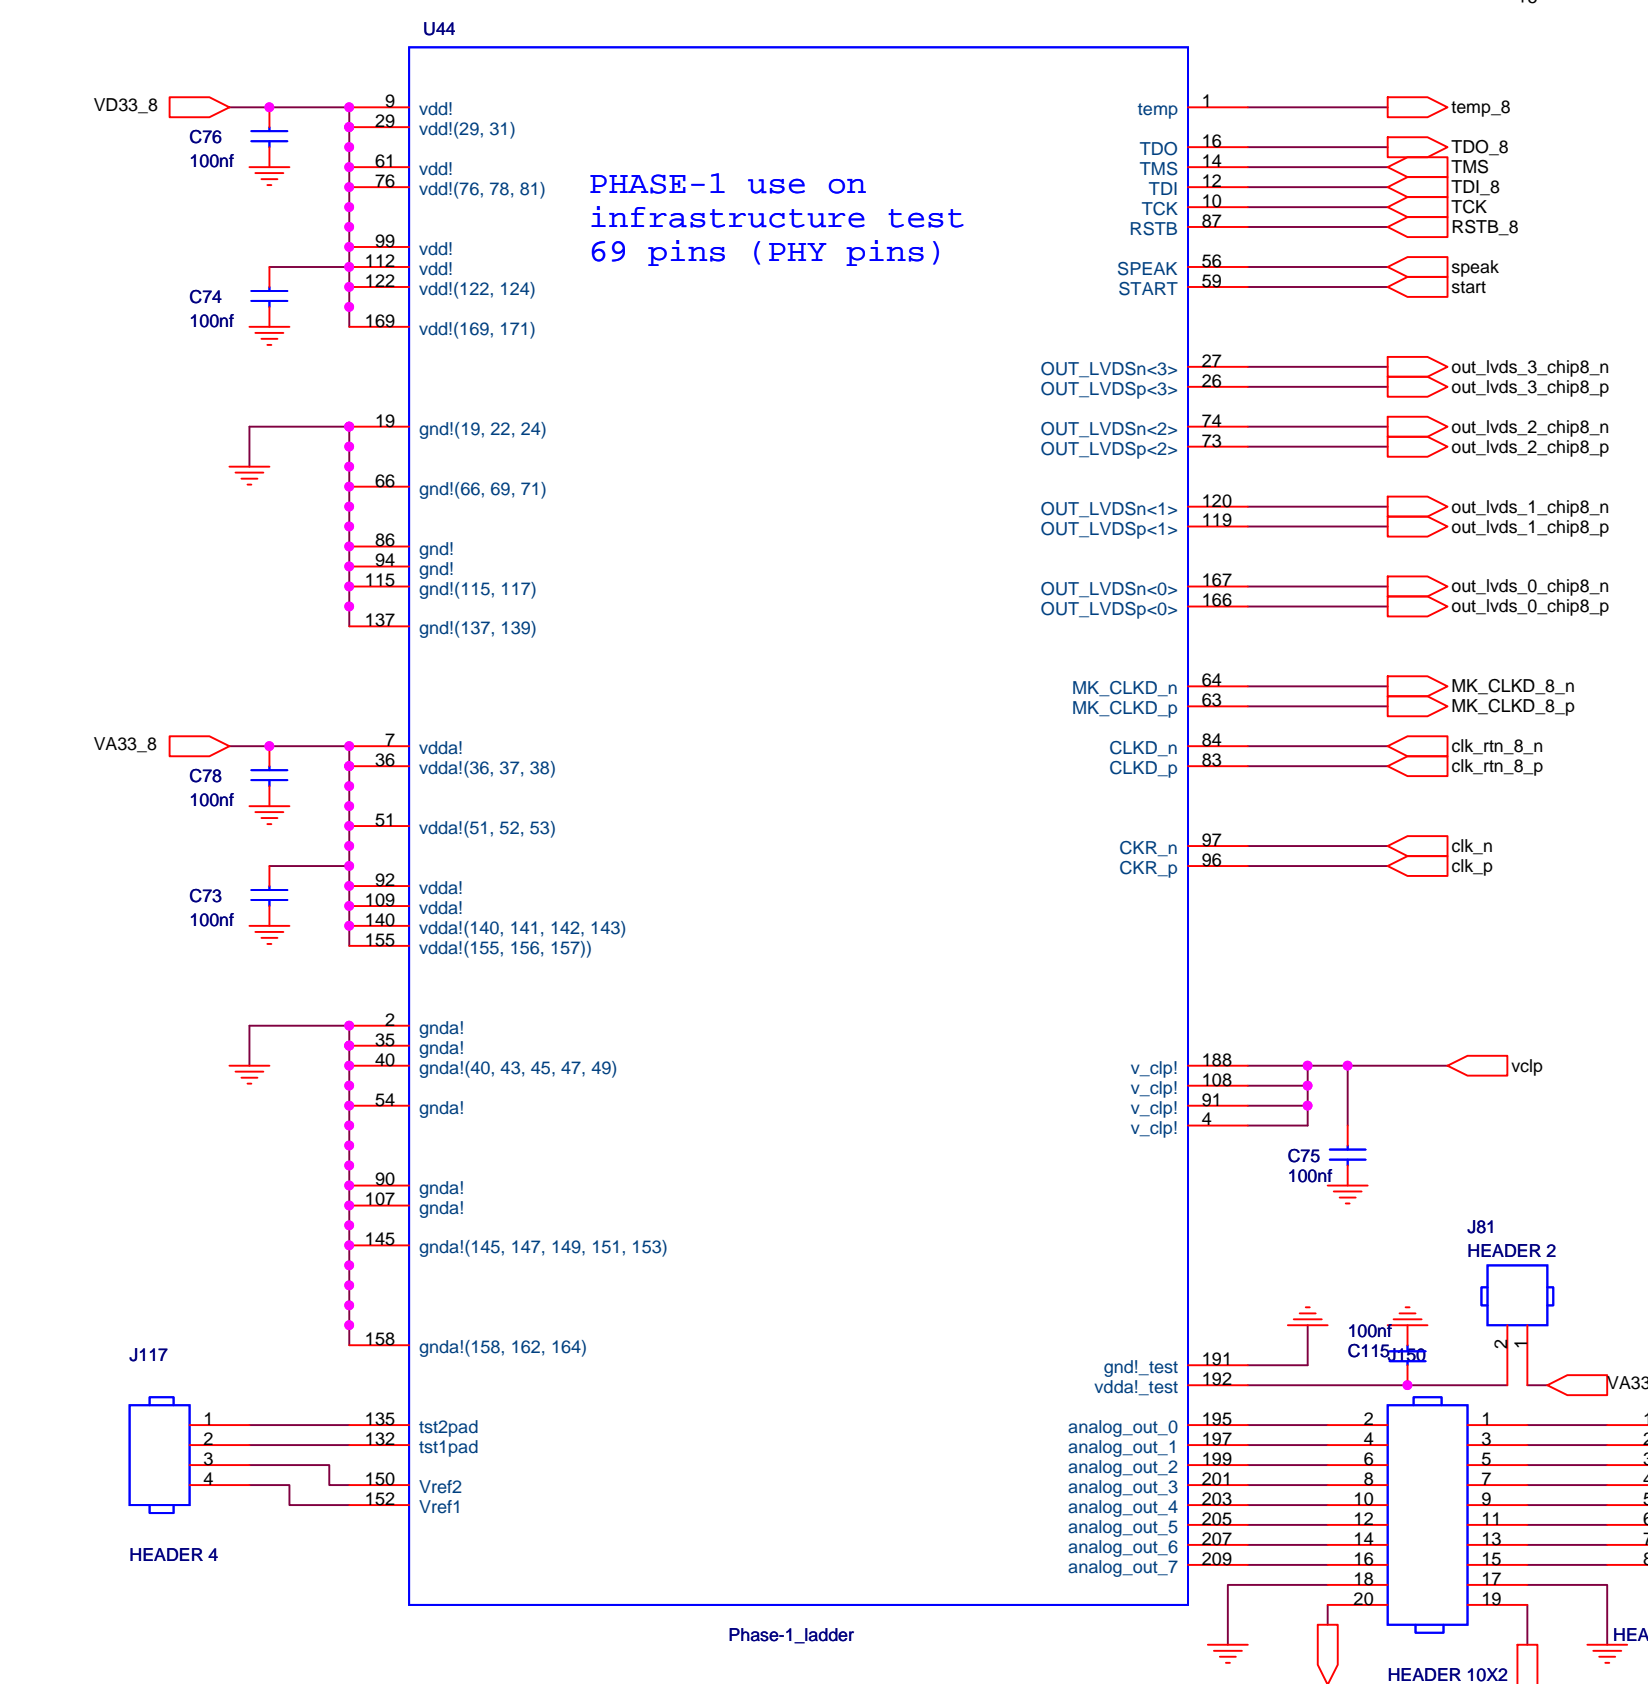 U44
VD33_8
C76
100nf
9 vdd!
29 vdd!(29, 31)
61 vdd!
76 vdd!(76, 78, 81)
99 vdd!
112 vdd!
122 vdd!(122, 124)
169 vdd!(169, 171)
C74
100nf
PHASE-1 use on
infrastructure test
69 pins (PHY pins)
19 gnd!(19, 22, 24)
66 gnd!(66, 69, 71)
86 gnd!
94 gnd!
115 gnd!(115, 117)
137 gnd!(137, 139)
VA33_8
C78
100nf
7 vdda!
36 vdda!(36, 37, 38)
51 vdda!(51, 52, 53)
C73
100nf
92 vdda!
109 vdda!
140 vdda!(140, 141, 142, 143)
155 vdda!(155, 156, 157))
2 gnda!
35 gnda!
40 gnda!(40, 43, 45, 47, 49)
54 gnda!
90 gnda!
107 gnda!
145 gnda!(145, 147, 149, 151, 153)
158 gnda!(158, 162, 164)
J117
1 135 tst2pad
2 132 tst1pad
3 150 Vref2
4 152 Vref1
HEADER 4
temp 1 temp_8
TDO 16 TDO_8
TMS 14 TMS
TDI 12 TDI_8
TCK 10 TCK
RSTB 87 RSTB_8
SPEAK 56 speak
START 59 start
OUT_LVDSn<3> 27 out_lvds_3_chip8_n
OUT_LVDSp<3> 26 out_lvds_3_chip8_p
OUT_LVDSn<2> 74 out_lvds_2_chip8_n
OUT_LVDSp<2> 73 out_lvds_2_chip8_p
OUT_LVDSn<1> 120 out_lvds_1_chip8_n
OUT_LVDSp<1> 119 out_lvds_1_chip8_p
OUT_LVDSn<0> 167 out_lvds_0_chip8_n
OUT_LVDSp<0> 166 out_lvds_0_chip8_p
MK_CLKD_n 64 MK_CLKD_8_n
MK_CLKD_p 63 MK_CLKD_8_p
CLKD_n 84 clk_rtn_8_n
CLKD_p 83 clk_rtn_8_p
CKR_n 97 clk_n
CKR_p 96 clk_p
v_clp! 188 vclp
v_clp! 108
v_clp! 91
v_clp! 4
C75
100nf
J81
HEADER 2
2 1
100nf
C115
J150
gnd!_test 191
vdda!_test 192 VA33
analog_out_0 195 2 1 1
analog_out_1 197 4 3 2
analog_out_2 199 6 5 3
analog_out_3 201 8 7 4
analog_out_4 203 10 9 5
analog_out_5 205 12 11 6
analog_out_6 207 14 13 7
analog_out_7 209 16 15 8
18 17
20 19
Phase-1_ladder
HEA
HEADER 10X2